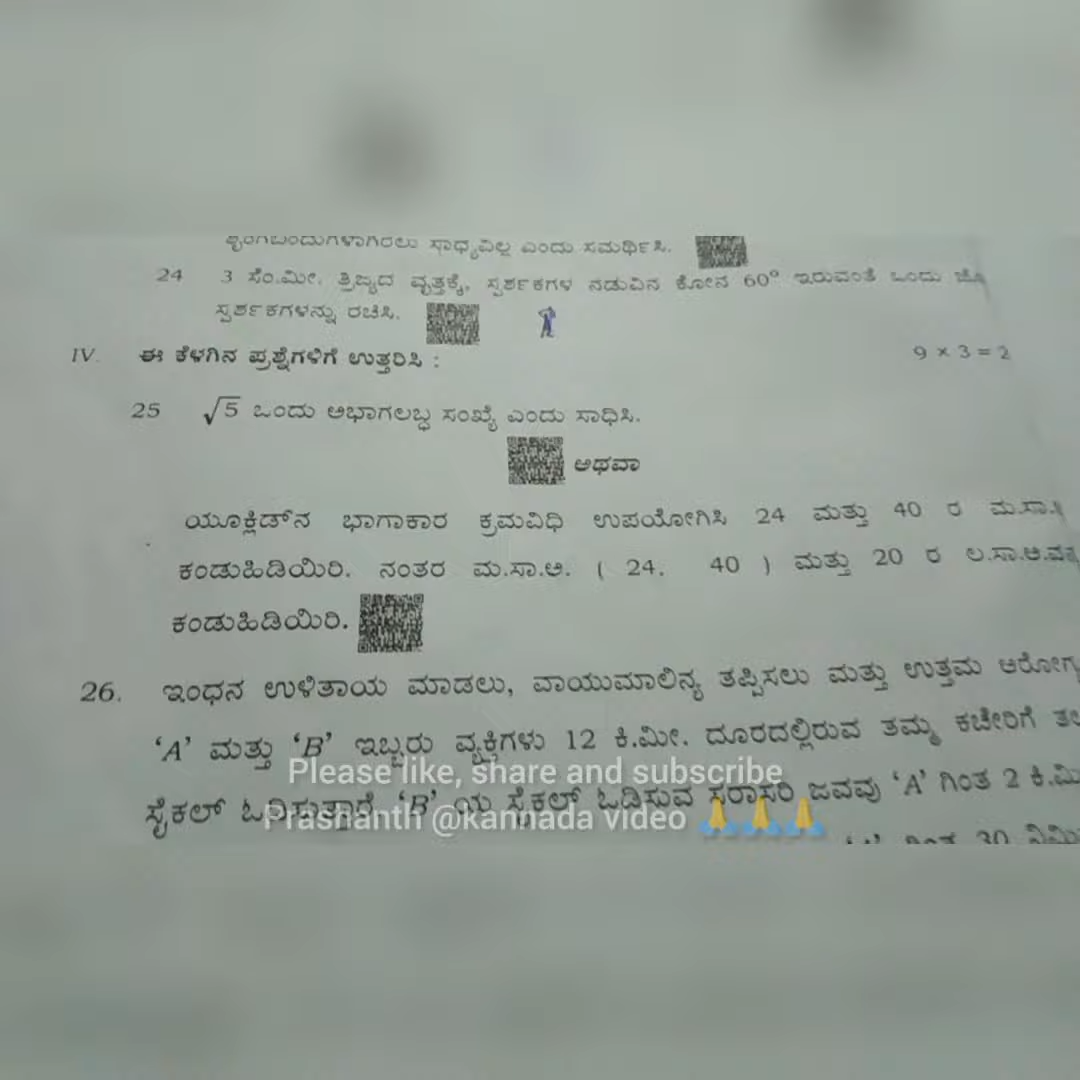 ಸಾಧ್ಯವಿಲ್ಲ ಎಂದು ಸಮರ್ಥಿಸಿ.
24 3 ಸೆಂ.ಮೀ. ತ್ರಿಜ್ಯದ ವೃತ್ತಕ್ಕೆ, ಸ್ಪರ್ಶಕಗಳ ನಡುವಿನ ಕೋನ 60° ಇರುವಂತೆ ಒಂದು
ಸ್ಪರ್ಶಕಗಳನ್ನು ರಚಿಸಿ.
IV. ಈ ಕೆಳಗಿನ ಪ್ರಶ್ನೆಗಳಿಗೆ ಉತ್ತರಿಸಿ : 9 × 3 = 2
25 √5 ಒಂದು ಅಭಾಗಲಬ್ಧ ಸಂಖ್ಯೆ ಎಂದು ಸಾಧಿಸಿ.
ಅಥವಾ
ಯೂಕ್ಲಿಡ್‌ನ ಭಾಗಾಕಾರ ಕ್ರಮವಿಧಿ ಉಪಯೋಗಿಸಿ 24 ಮತ್ತು 40 ರ ಮ.ಸಾ.
ಕಂಡುಹಿಡಿಯಿರಿ. ನಂತರ ಮ.ಸಾ.ಅ. ( 24, 40 ) ಮತ್ತು 20 ರ ಲ.ಸಾ.ಅ.ವನ್ನು
ಕಂಡುಹಿಡಿಯಿರಿ.
26. ಇಂಧನ ಉಳಿತಾಯ ಮಾಡಲು, ವಾಯುಮಾಲಿನ್ಯ ತಪ್ಪಿಸಲು ಮತ್ತು ಉತ್ತಮ ಆರೋಗ್ಯ
'A' ಮತ್ತು 'B' ಇಬ್ಬರು ವ್ಯಕ್ತಿಗಳು 12 ಕಿ.ಮೀ. ದೂರದಲ್ಲಿರುವ ತಮ್ಮ ಕಚೇರಿಗೆ
Please like, share and subscribe
ಸೈಕಲ್ ಓಡಿಸುತ್ತಾರೆ. 'B' ಯ ಸೈಕಲ್ ಓಡಿಸುವ ಸರಾಸರಿ ಜವವು 'A' ಗಿಂತ 2 ಕಿ.ಮೀ
Prashanth @kannada video 🙏🙏🙏
30